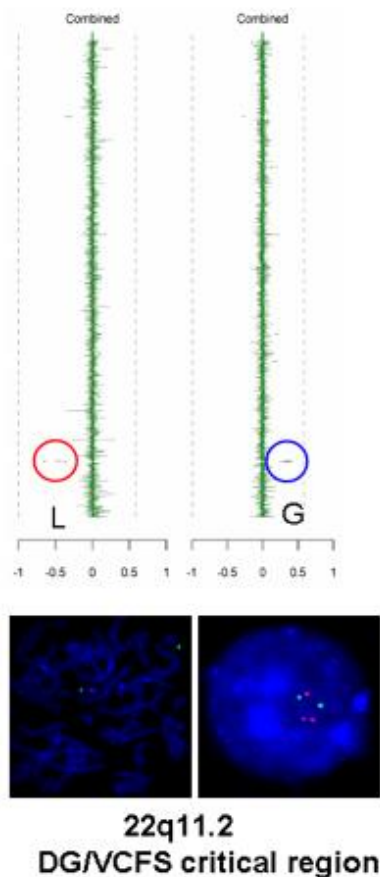 Combined Combined
L G
-1 -0.5 0 0.5 1 -1 -0.5 0 0.5 1
22q11.2
DG/VCFS critical region